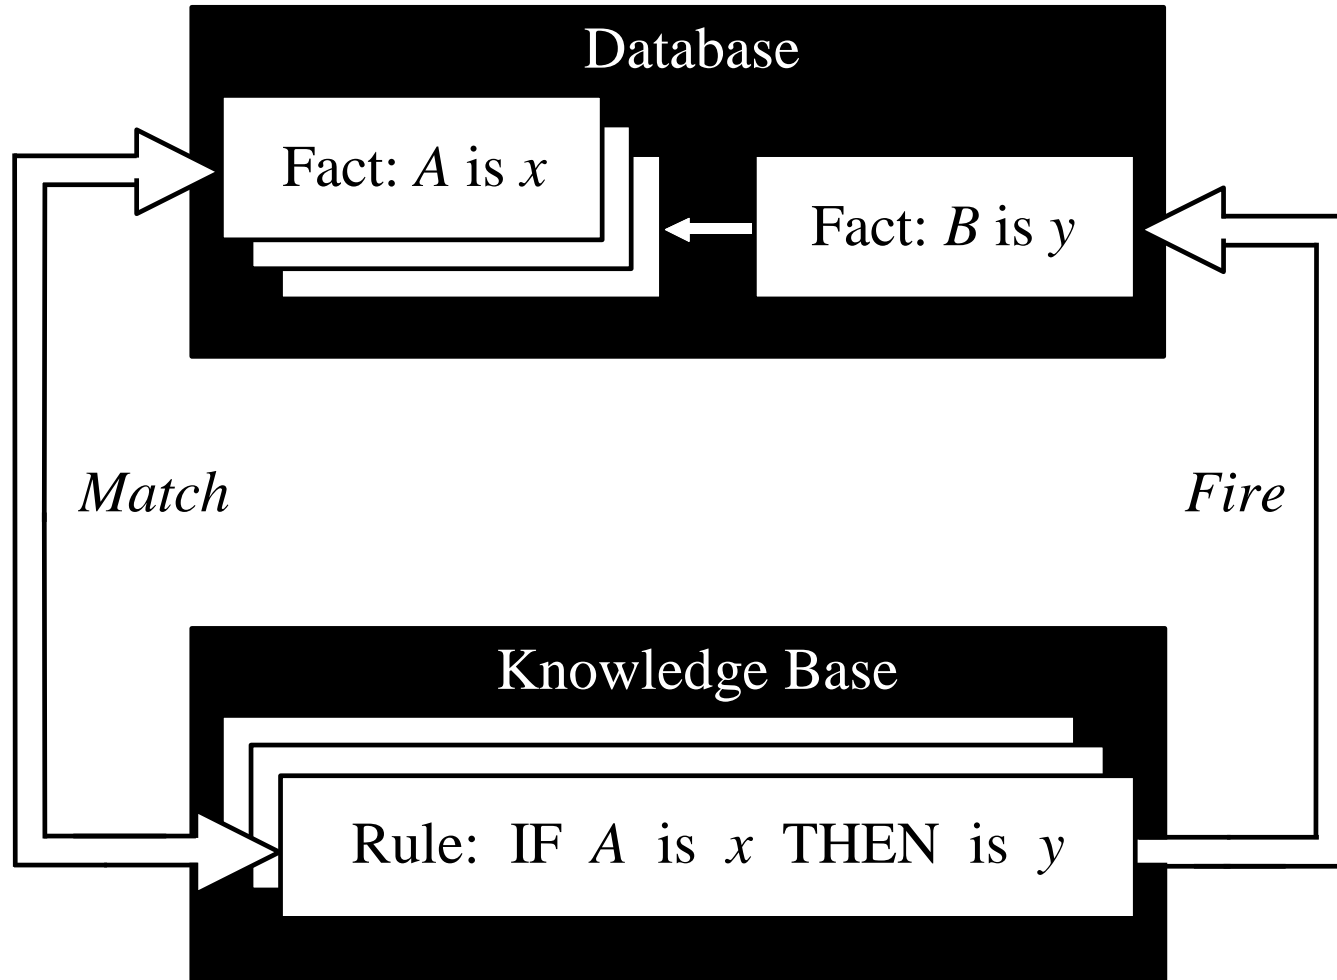 Database
Fact: A is x
Fact: B is y
Match
Fire
Knowledge Base
Rule: IF A is x THEN is y